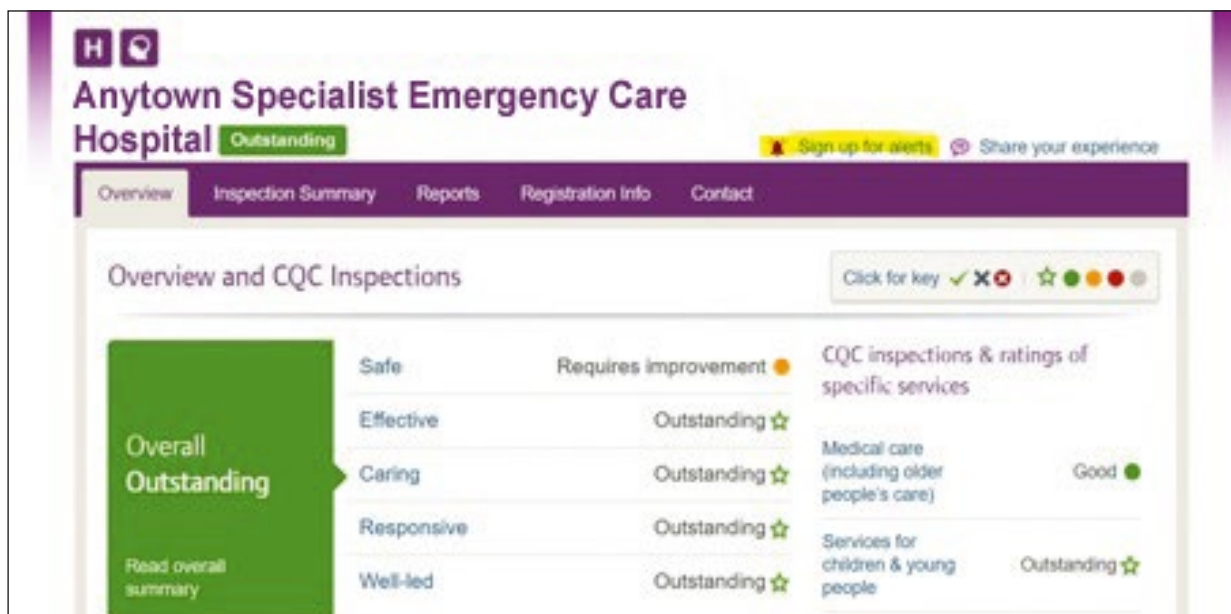 H
Anytown Specialist Emergency Care
Hospital Outstanding
Sign up for alerts Share your experience
Overview Inspection Summary Reports Registration Info Contact
Overview and CQC Inspections
Click for key
Overall
Outstanding
Read overall
summary
Safe Requires improvement
Effective Outstanding
Caring Outstanding
Responsive Outstanding
Well-led Outstanding
CQC inspections & ratings of
specific services
Medical care
(including older
people's care)
Good
Services for
children & young
people
Outstanding